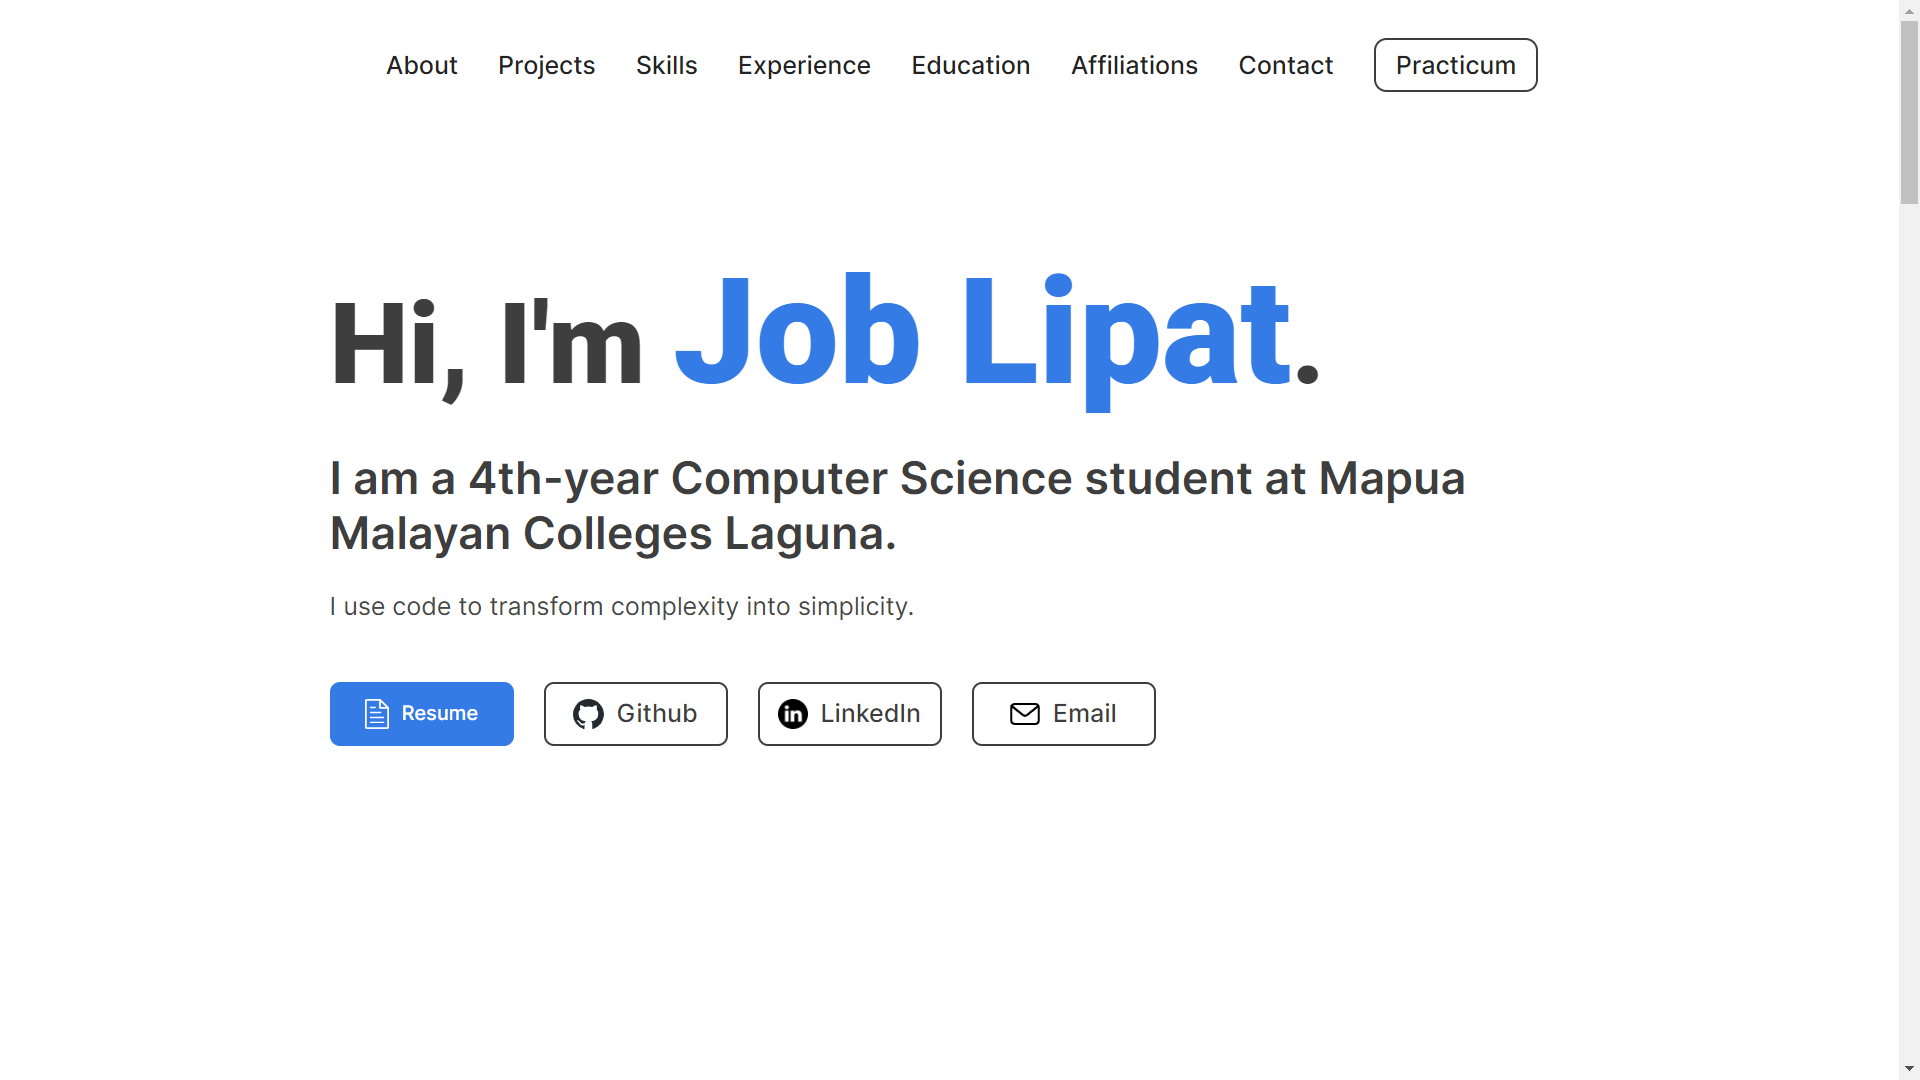 About Projects Skills Experience Education Affiliations Contact Practicum
Hi, I'm Job Lipat.
I am a 4th-year Computer Science student at Mapua
Malayan Colleges Laguna.
I use code to transform complexity into simplicity.
Resume Github LinkedIn Email